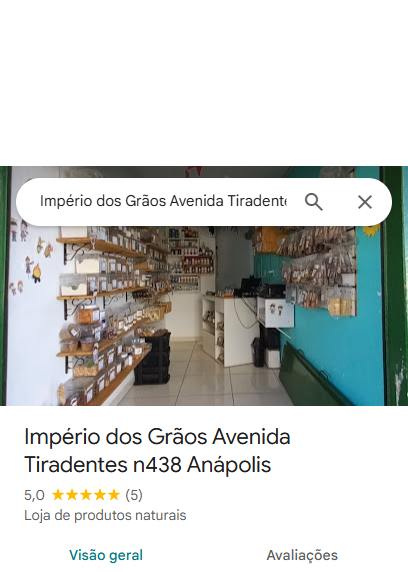 Império dos Grãos Avenida Tiradente
Império dos Grãos Avenida
Tiradentes n438 Anápolis
5,0 ★★★★★ (5)
Loja de produtos naturais
Visão geral
Avaliações